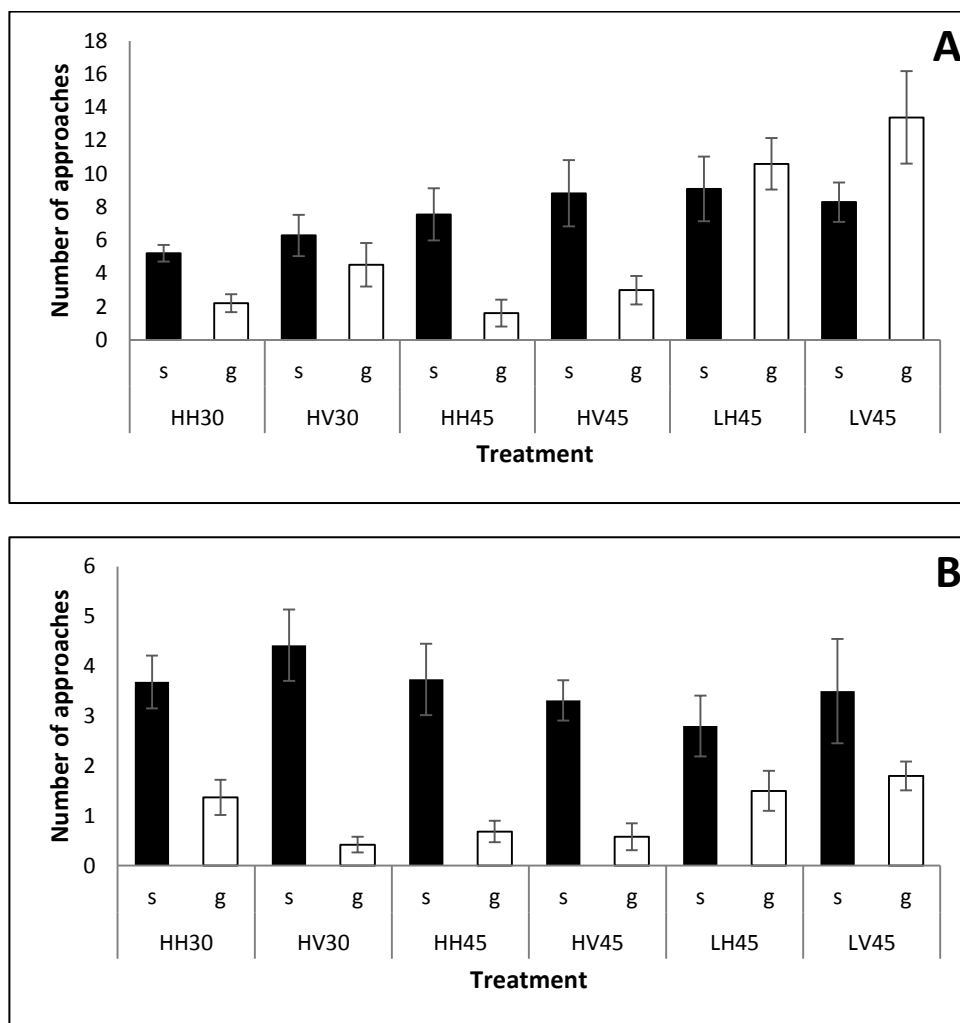 A
Number of approaches
18
16
14
12
10
8
6
4
2
0
s g s g s g s g s g s g
HH30 HV30 HH45 HV45 LH45 LV45
Treatment
B
Number of approaches
6
5
4
3
2
1
0
s g s g s g s g s g s g
HH30 HV30 HH45 HV45 LH45 LV45
Treatment